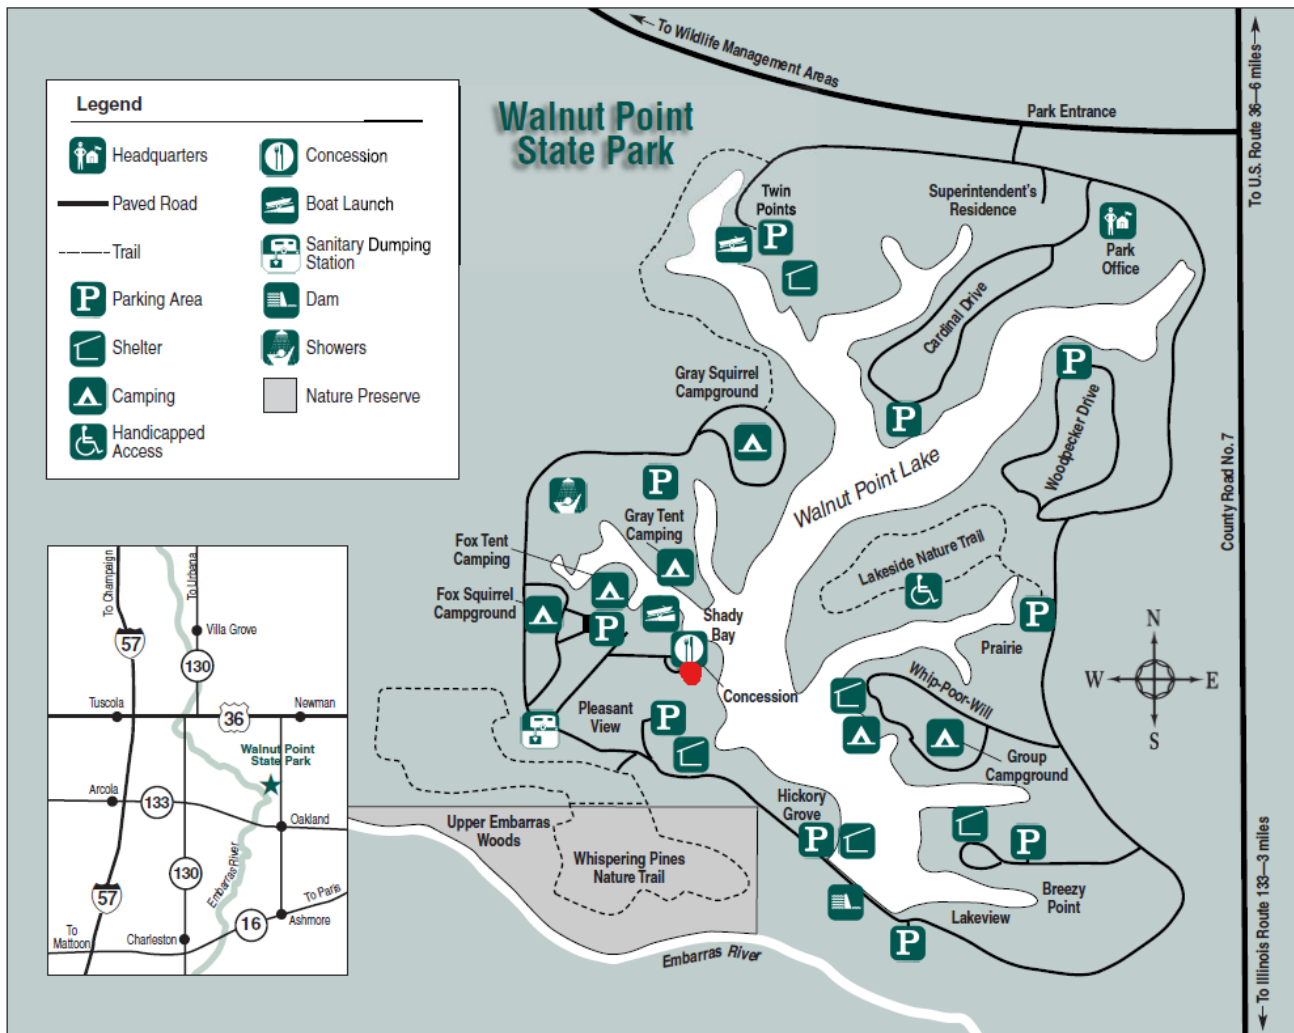 To Wildlife Management Areas
To U.S. Route 36—6 miles
Park Entrance
Walnut Point
State Park
Legend
Headquarters
Paved Road
Trail
P
Parking Area
Shelter
Camping
Handicapped
Access
Concession
Boat Launch
Sanitary Dumping
Station
Dam
Showers
Nature Preserve
Twin
Points
P
Superintendent's
Residence
Park
Office
Cardinal Drive
P
P
Woodpecker Drive
County Road No. 7
Gray Squirrel
Campground
Walnut Point Lake
P
Gray Tent
Camping
Fox Tent
Camping
Fox Squirrel
Campground
P
Shady
Bay
Concession
Lakeside Nature Trail
P
Prairie
Whip-Poor-Will
Group
Campground
N
W
E
S
Pleasant
View
P
Hickory
Grove
P
P
Breezy
Point
Lakeview
P
Upper Embarras
Woods
Whispering Pines
Nature Trail
Embarras River
To Illinois Route 133—3 miles
To Champaign
To Urbana
57
Villa Grove
130
Tuscola
36
Newman
Walnut Point
State Park
Arcola
133
Oakland
130
Embarras River
57
To Paris
16
Ashmore
To
Mattoon
Charleston